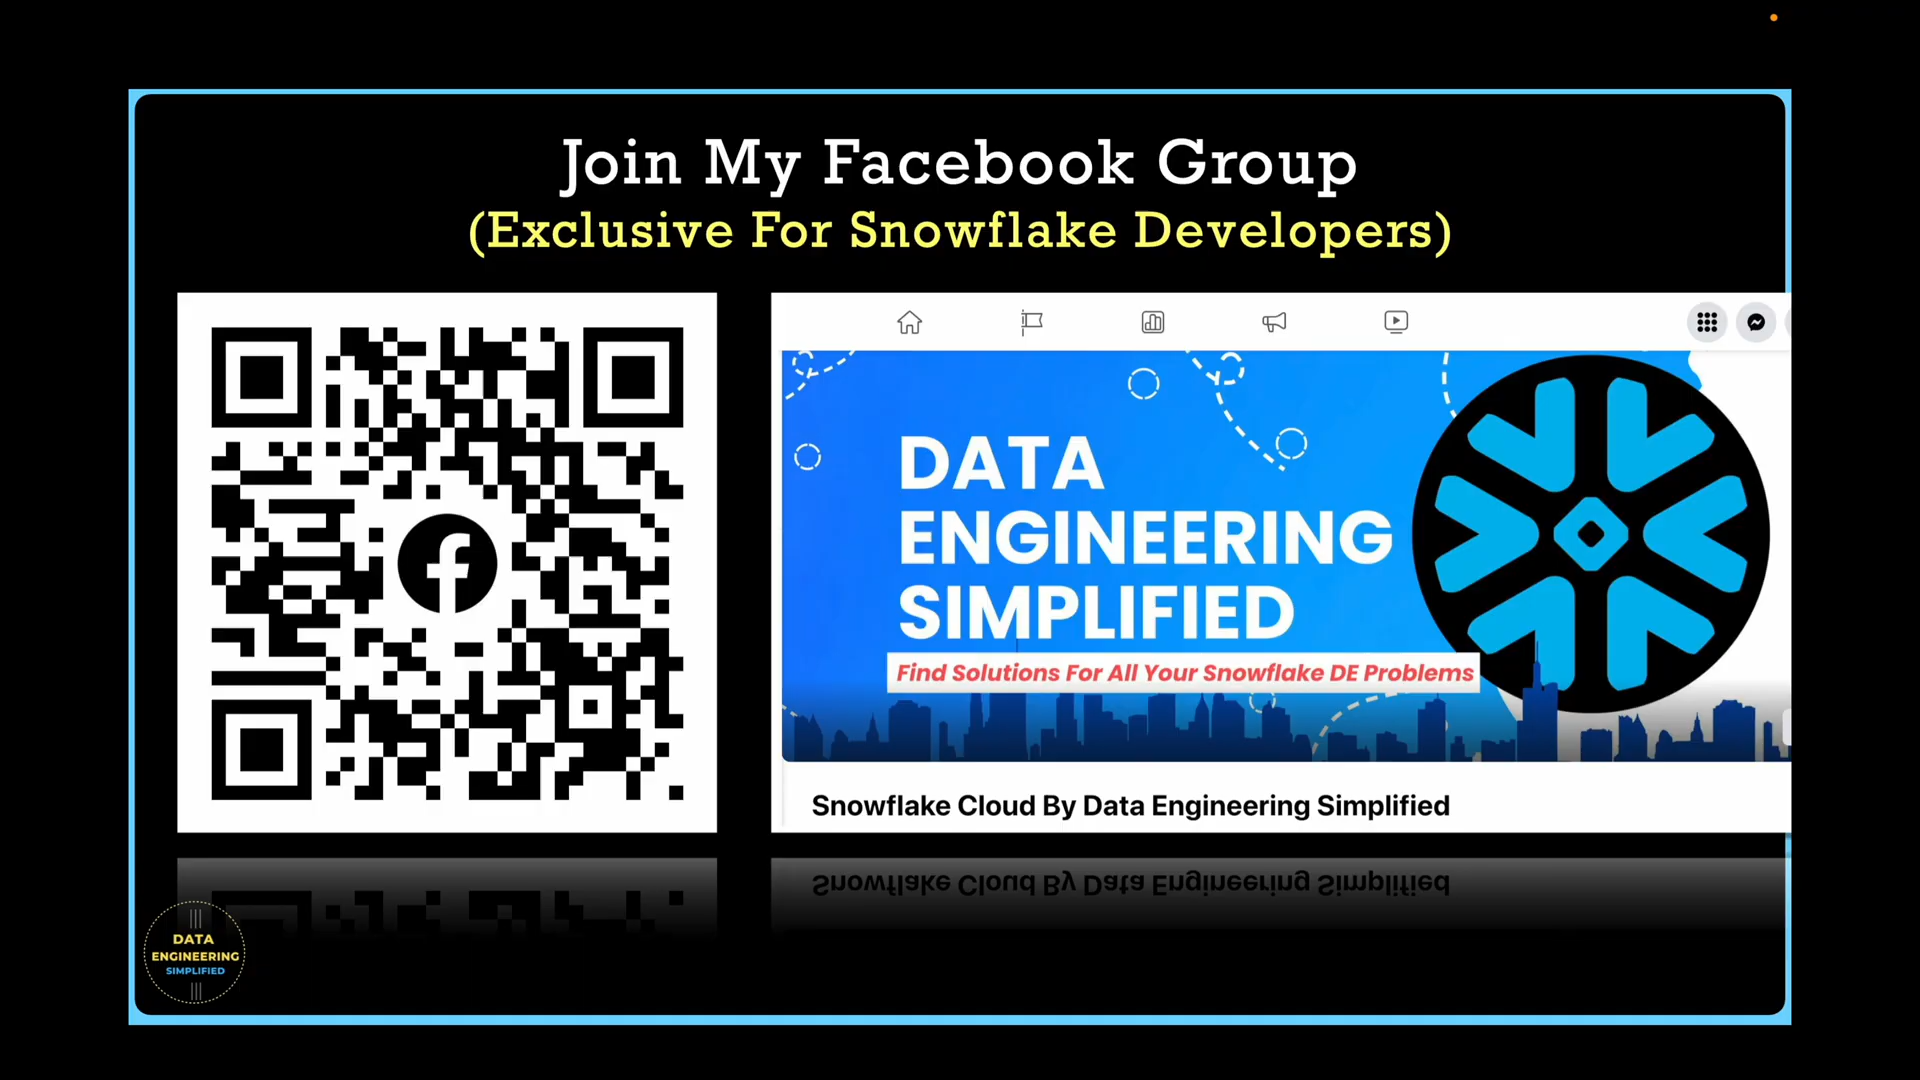 Join My Facebook Group
(Exclusive For Snowflake Developers)
DATA
ENGINEERING
SIMPLIFIED
Find Solutions For All Your Snowflake DE Problems
Snowflake Cloud By Data Engineering Simplified
Snowflake Cloud By Data Engineering Simplified
DATA
ENGINEERING
SIMPLIFIED